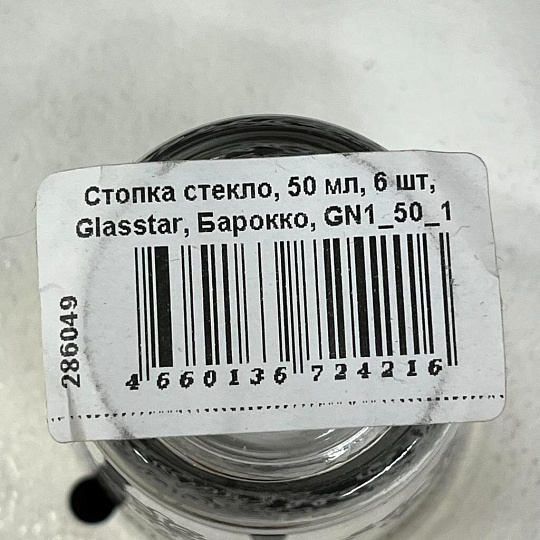 Стопка стекло, 50 мл, 6 шт,
Glasstar, Барокко, GN1_50_1
286049
4 660136 724216